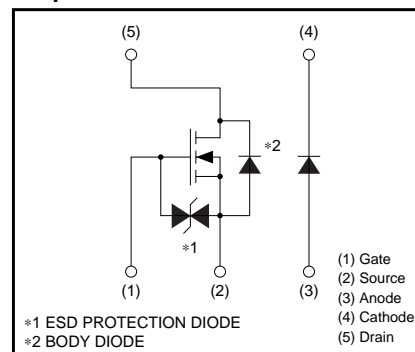 (5)
(4)
∗2
∗1
(1)
(2)
(3)
(1) Gate
(2) Source
(3) Anode
(4) Cathode
(5) Drain
∗1 ESD PROTECTION DIODE
∗2 BODY DIODE